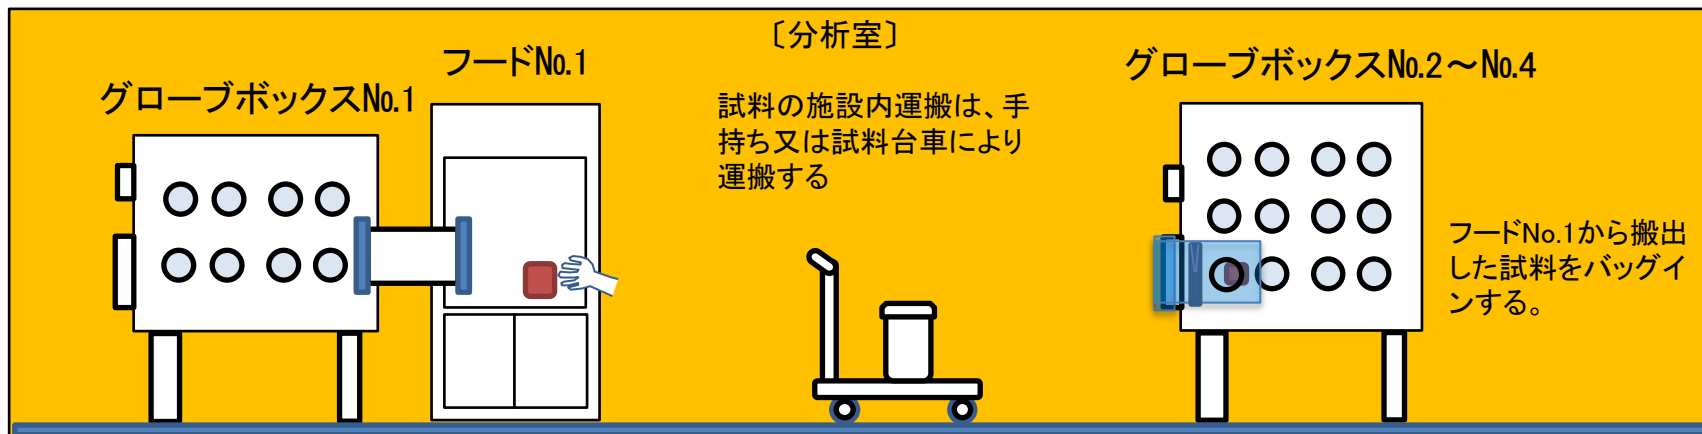 〔分析室〕
フード№1
グローブボックス№1
試料の施設内運搬は、手
持ち又は試料台車により
運搬する
グローブボックス№2～№4
フードNo.1から搬出
した試料をバッグイ
ンする。